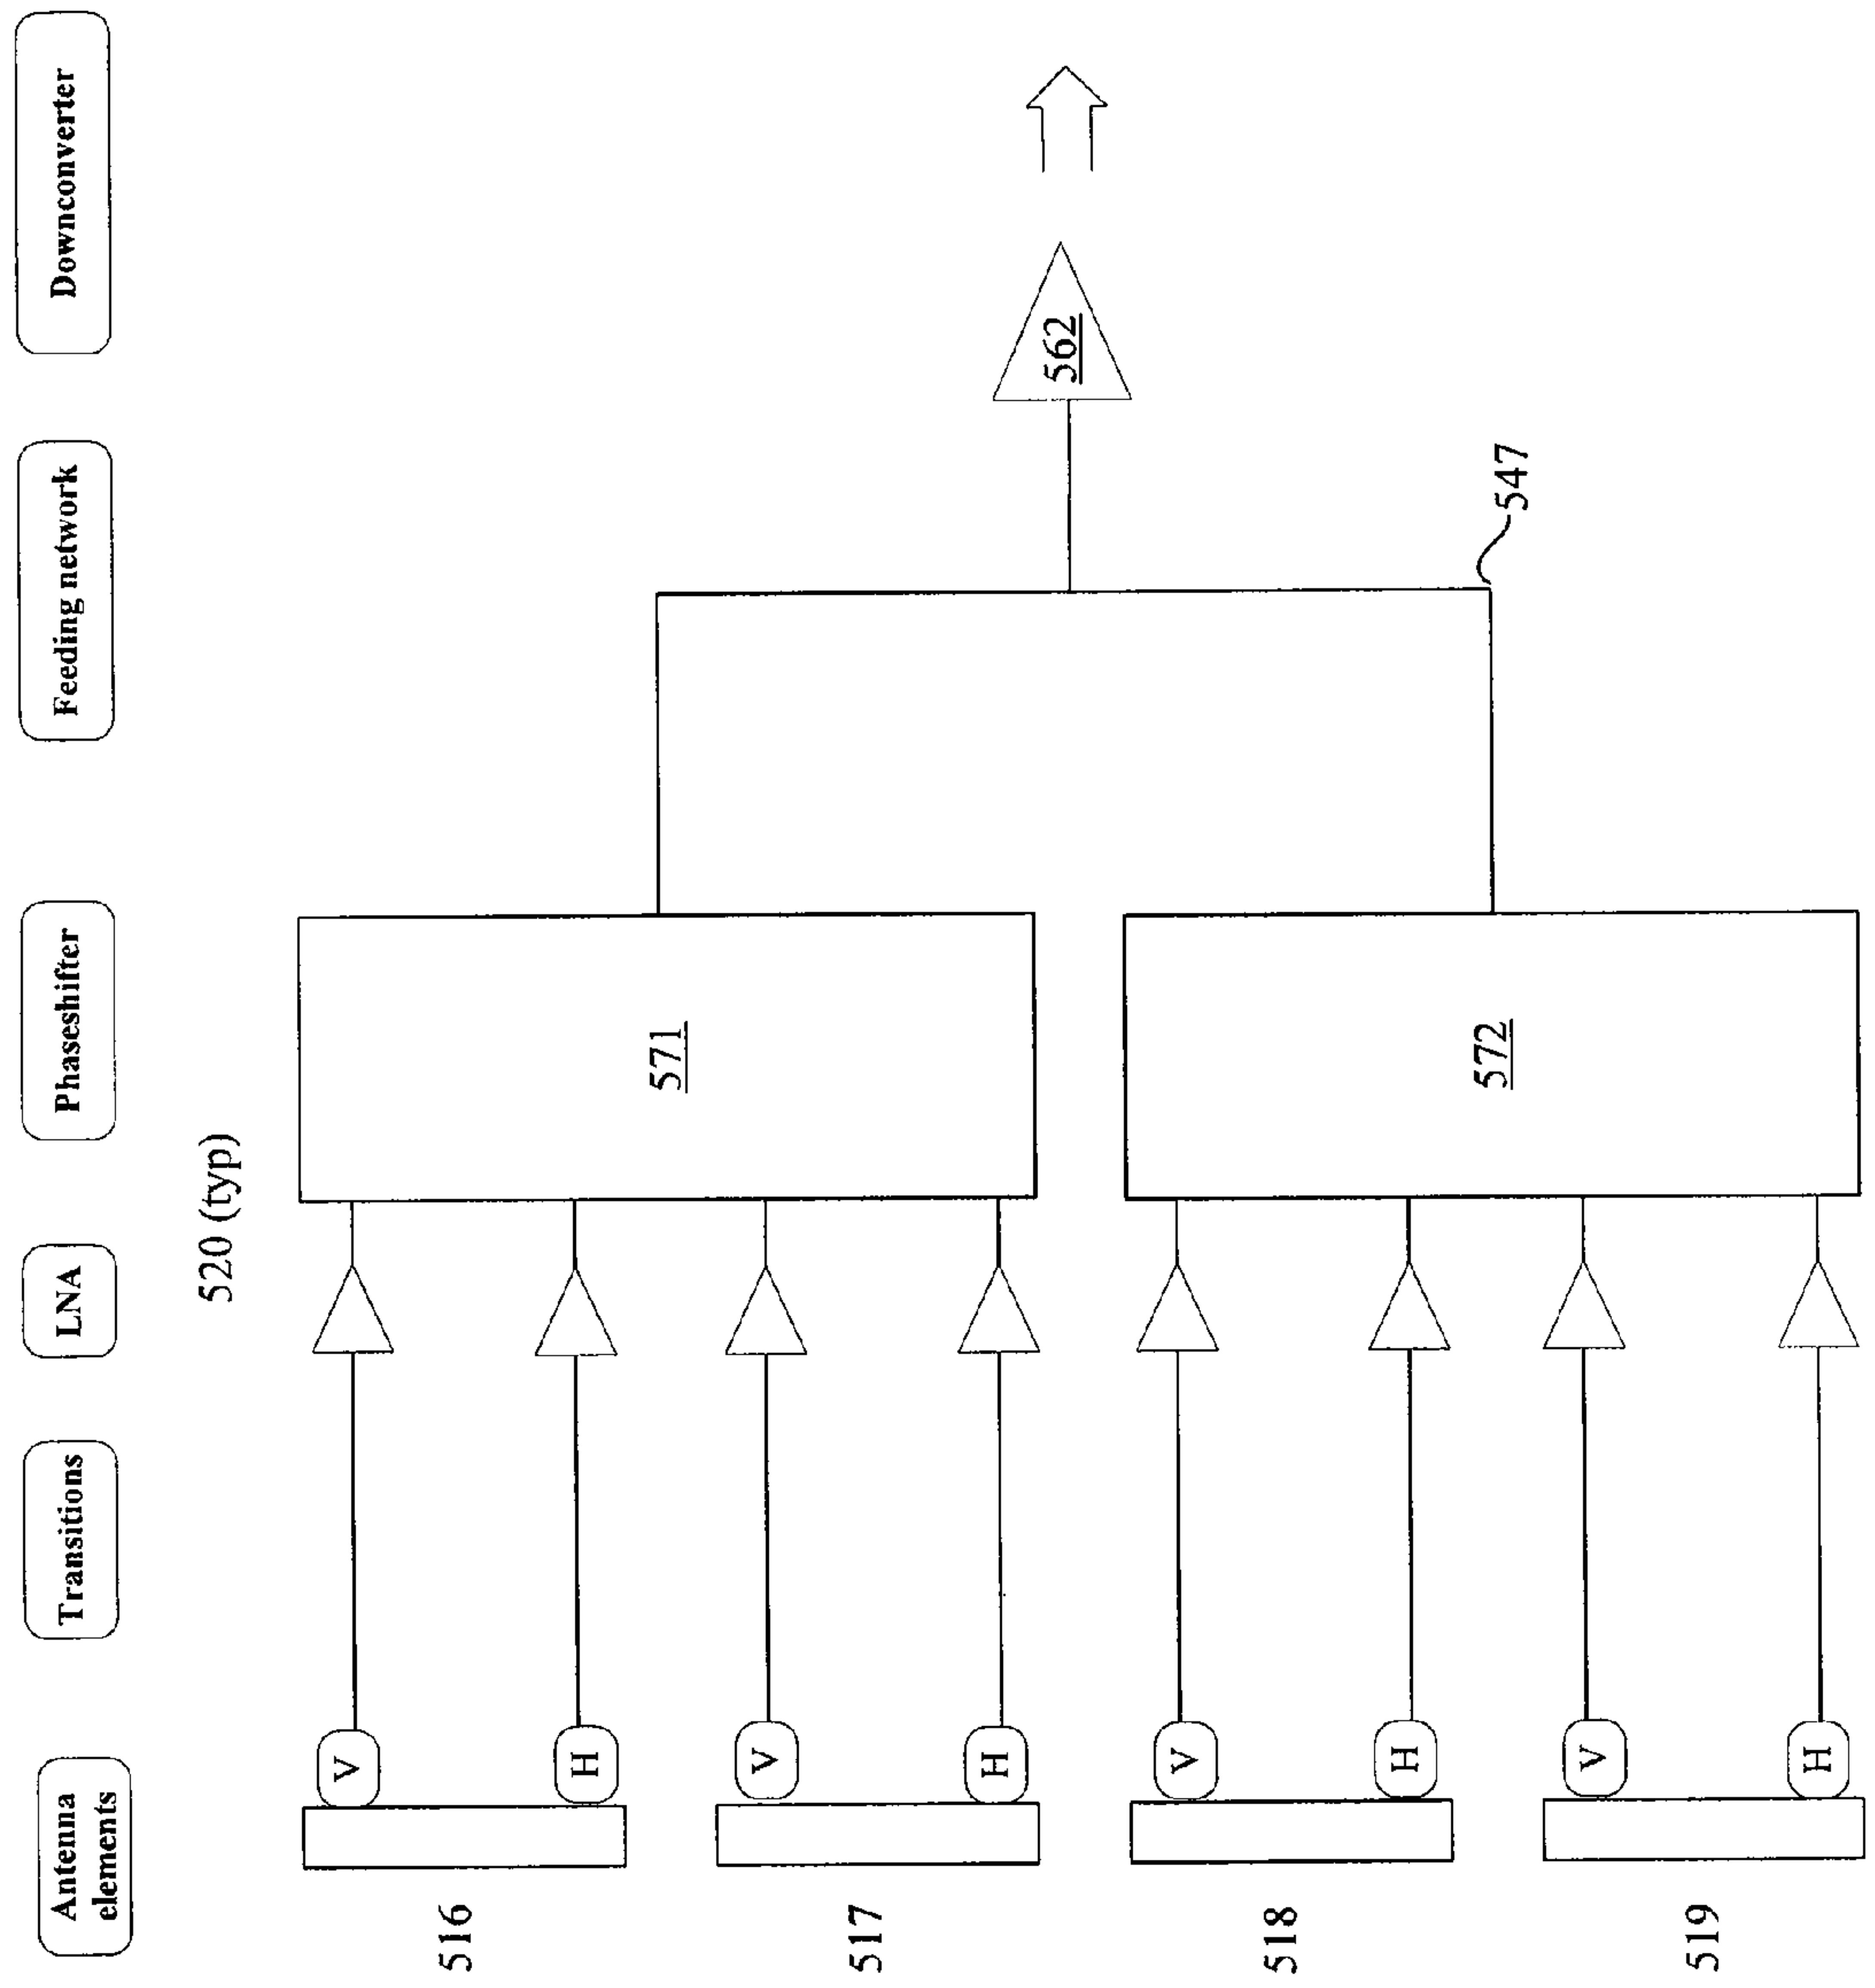 Antenna
elements
Transitions
LNA
Phaseshifter
Feeding network
Downconverter
520 (typ)
516
V
H
571
517
V
H
562
518
V
H
572
547
519
V
H